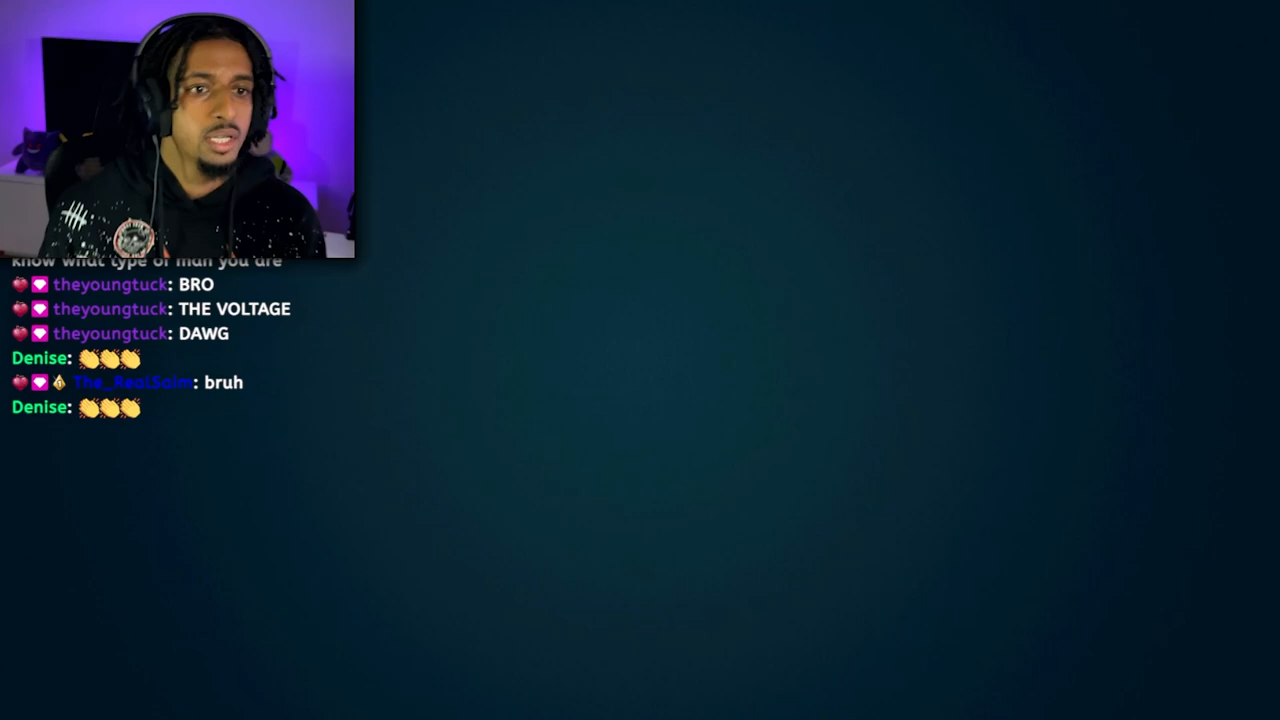 know what type of man you are
theyoungtuck: BRO
theyoungtuck: THE VOLTAGE
theyoungtuck: DAWG
Denise: 👏👏👏
The_RealSaim: bruh
Denise: 👏👏👏